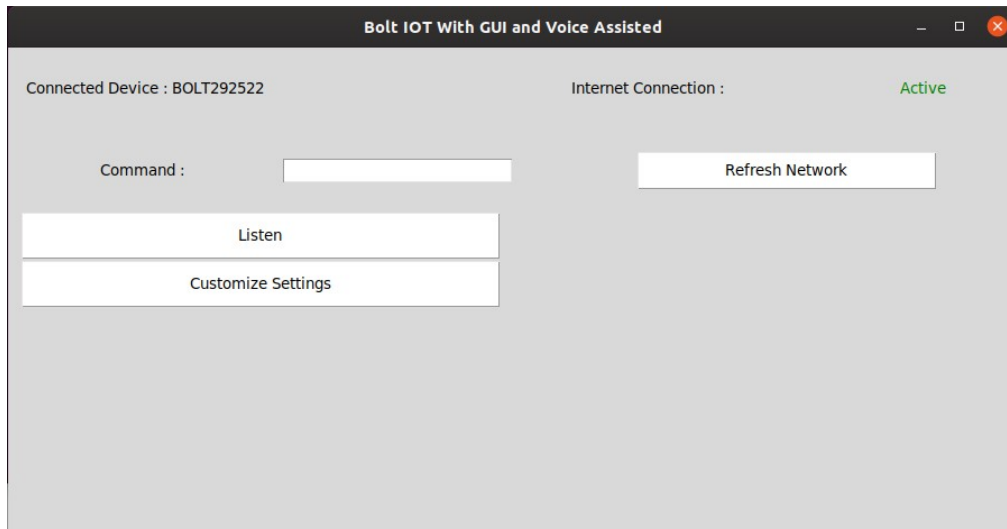 Bolt IOT With GUI and Voice Assisted
Connected Device : BOLT292522
Internet Connection :
Active
Command :
Refresh Network
Listen
Customize Settings